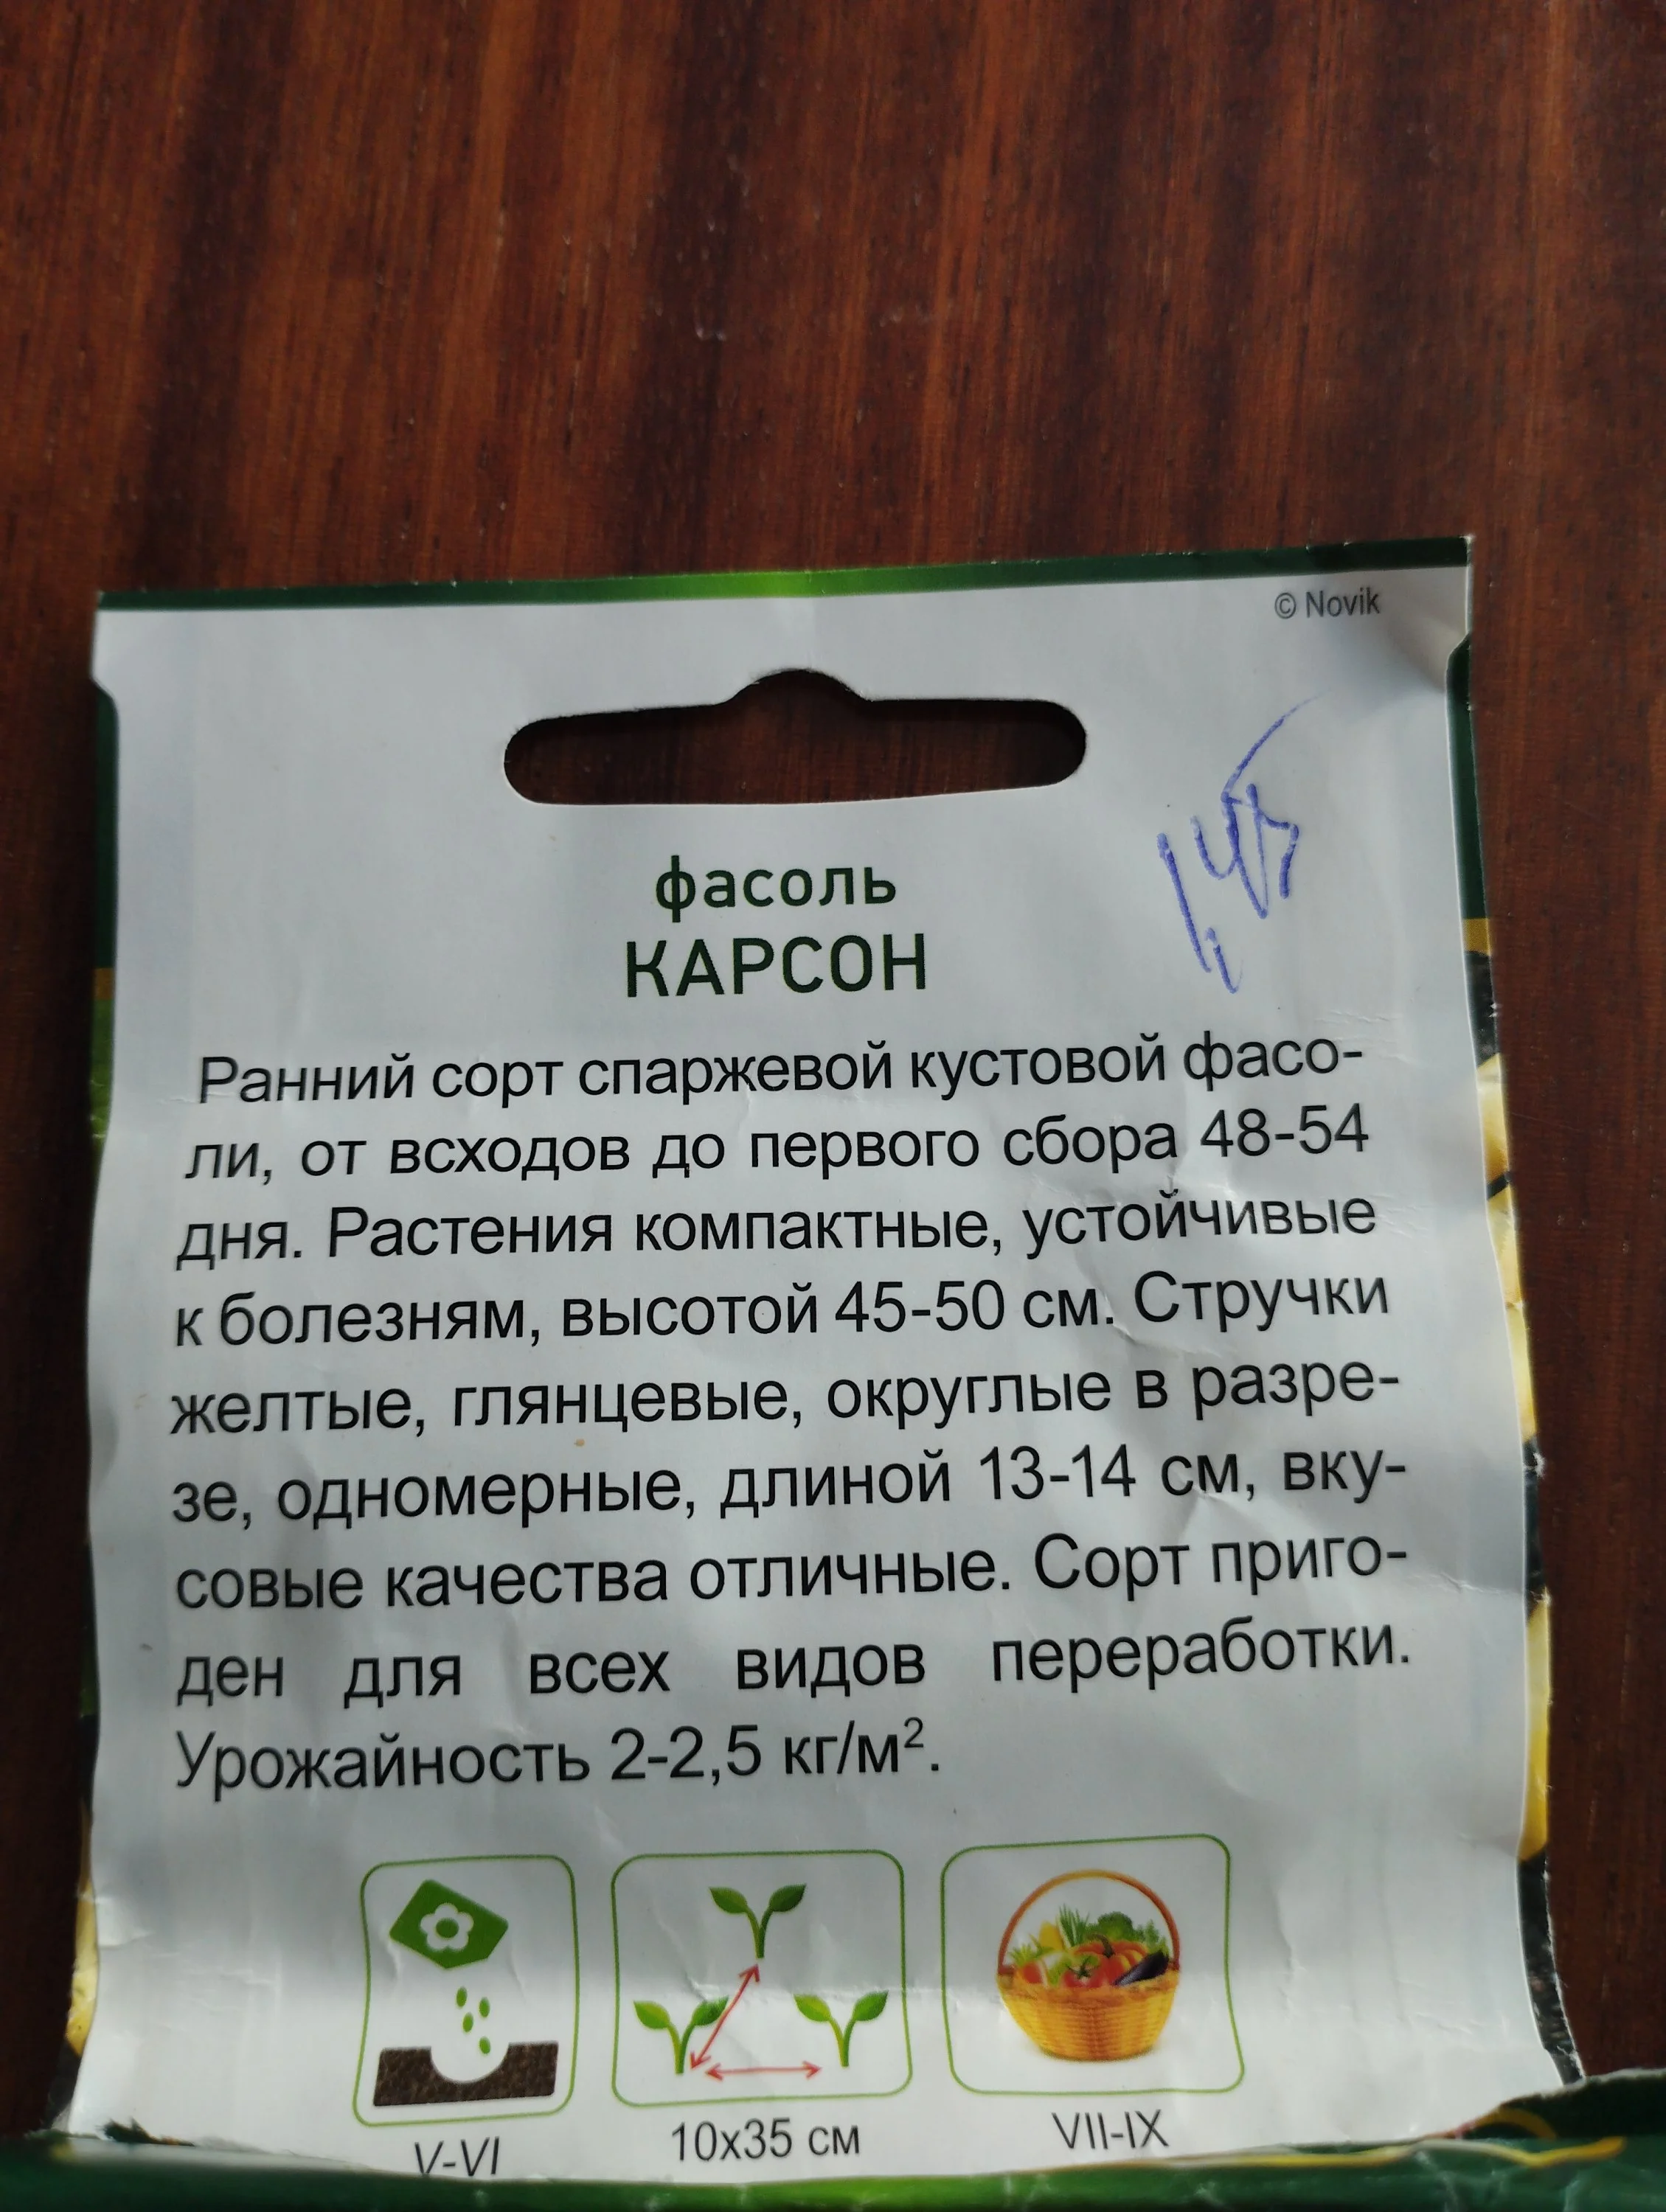 © Novik
1,45
фасоль
КАРСОН
Ранний сорт спаржевой кустовой фасо-
ли, от всходов до первого сбора 48-54
дня. Растения компактные, устойчивые
к болезням, высотой 45-50 см. Стручки
желтые, глянцевые, округлые в разре-
зе, одномерные, длиной 13-14 см, вку-
совые качества отличные. Сорт приго-
ден для всех видов переработки.
Урожайность 2-2,5 кг/м².
V-VI
10х35 см
VII-IX